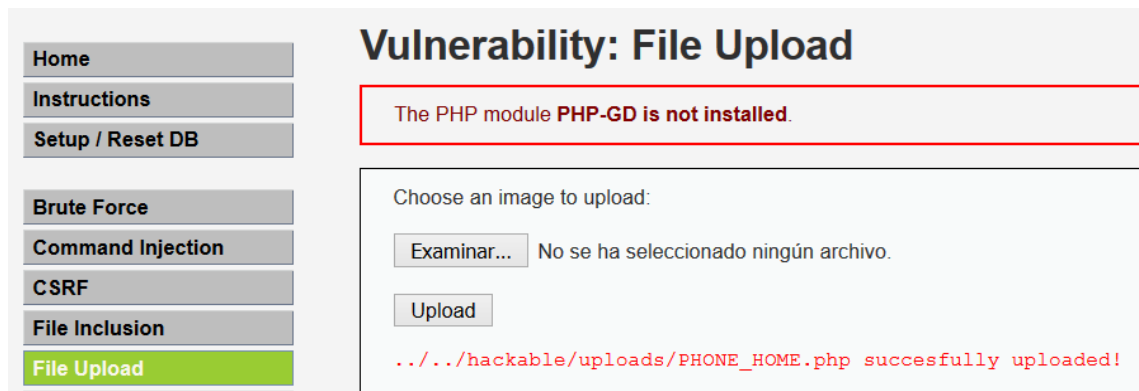 Home
Instructions
Setup / Reset DB
Brute Force
Command Injection
CSRF
File Inclusion
File Upload
Vulnerability: File Upload
The PHP module PHP-GD is not installed.
Choose an image to upload:
Examinar... No se ha seleccionado ningún archivo.
Upload
../../hackable/uploads/PHONE_HOME.php succesfully uploaded!